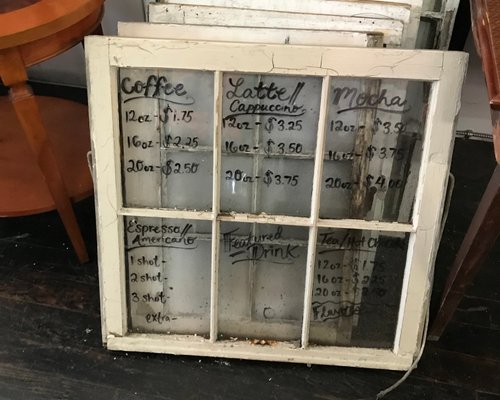 Coffee
12oz - $1.75
16oz - $2.25
20oz - $2.50
Latte//
Cappuccino
12oz - $3.25
16oz - $3.50
20oz - $3.75
Mocha
12oz - $3.50
16oz - $3.75
20oz - $4.00
Espresso//
Americano
1 shot -
2 shot -
3 shot -
extra -
Featured
Drink
Tea/Hot
12oz - $1.75
16oz - $2.25
20oz -